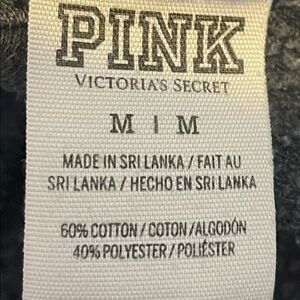 PINK
VICTORIA'S SECRET
M | M
MADE IN SRI LANKA / FAIT AU
SRI LANKA / HECHO EN SRI LANKA
60% COTTON / COTON / ALGODÓN
40% POLYESTER / POLIÉSTER